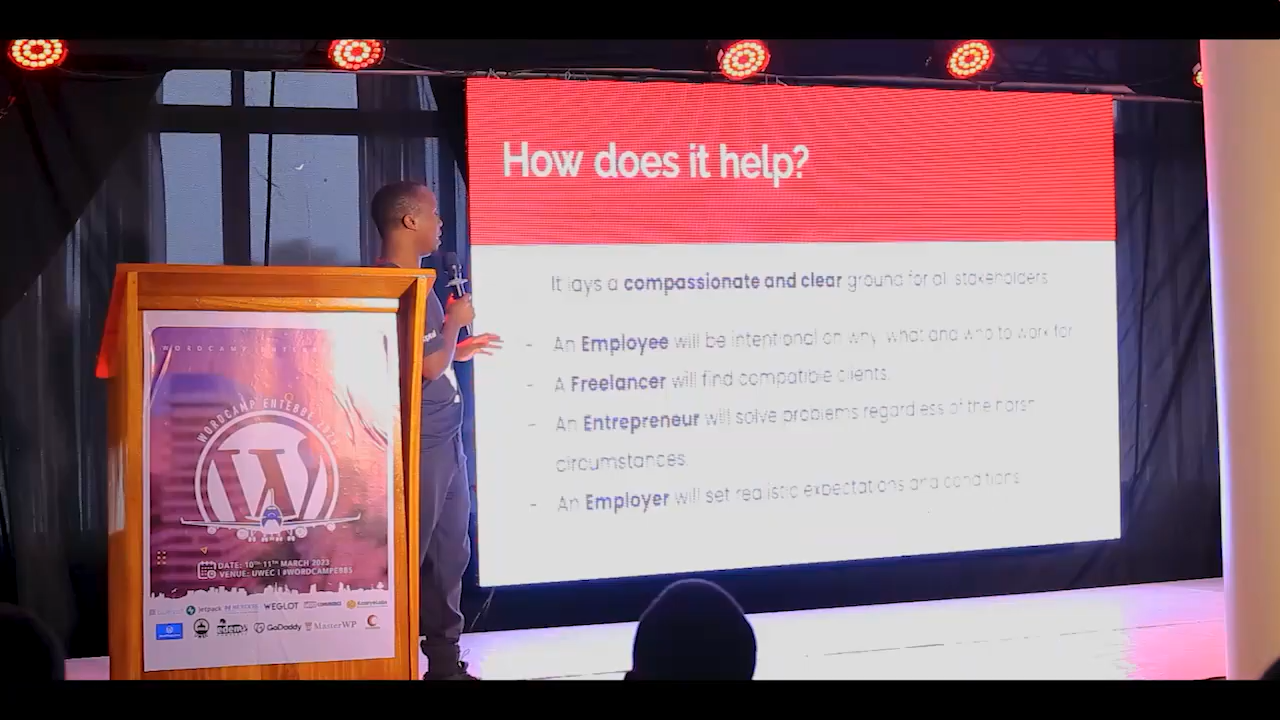 How does it help?
It lays a compassionate and clear ground for all stakeholders
- An Employee will be intentional on why, what and who to work for
- A Freelancer will find compatible clients.
- An Entrepreneur will solve problems regardless of the harsh
circumstances.
- An Employer will set realistic expectations and conditions
WORDCAMP ENTEBBE 2023
DATE: 10TH 11TH MARCH 2023
VENUE: UWEC | #WORDCAMPEBBS
Jetpack
WEGLOT
GoDaddy
MasterWP